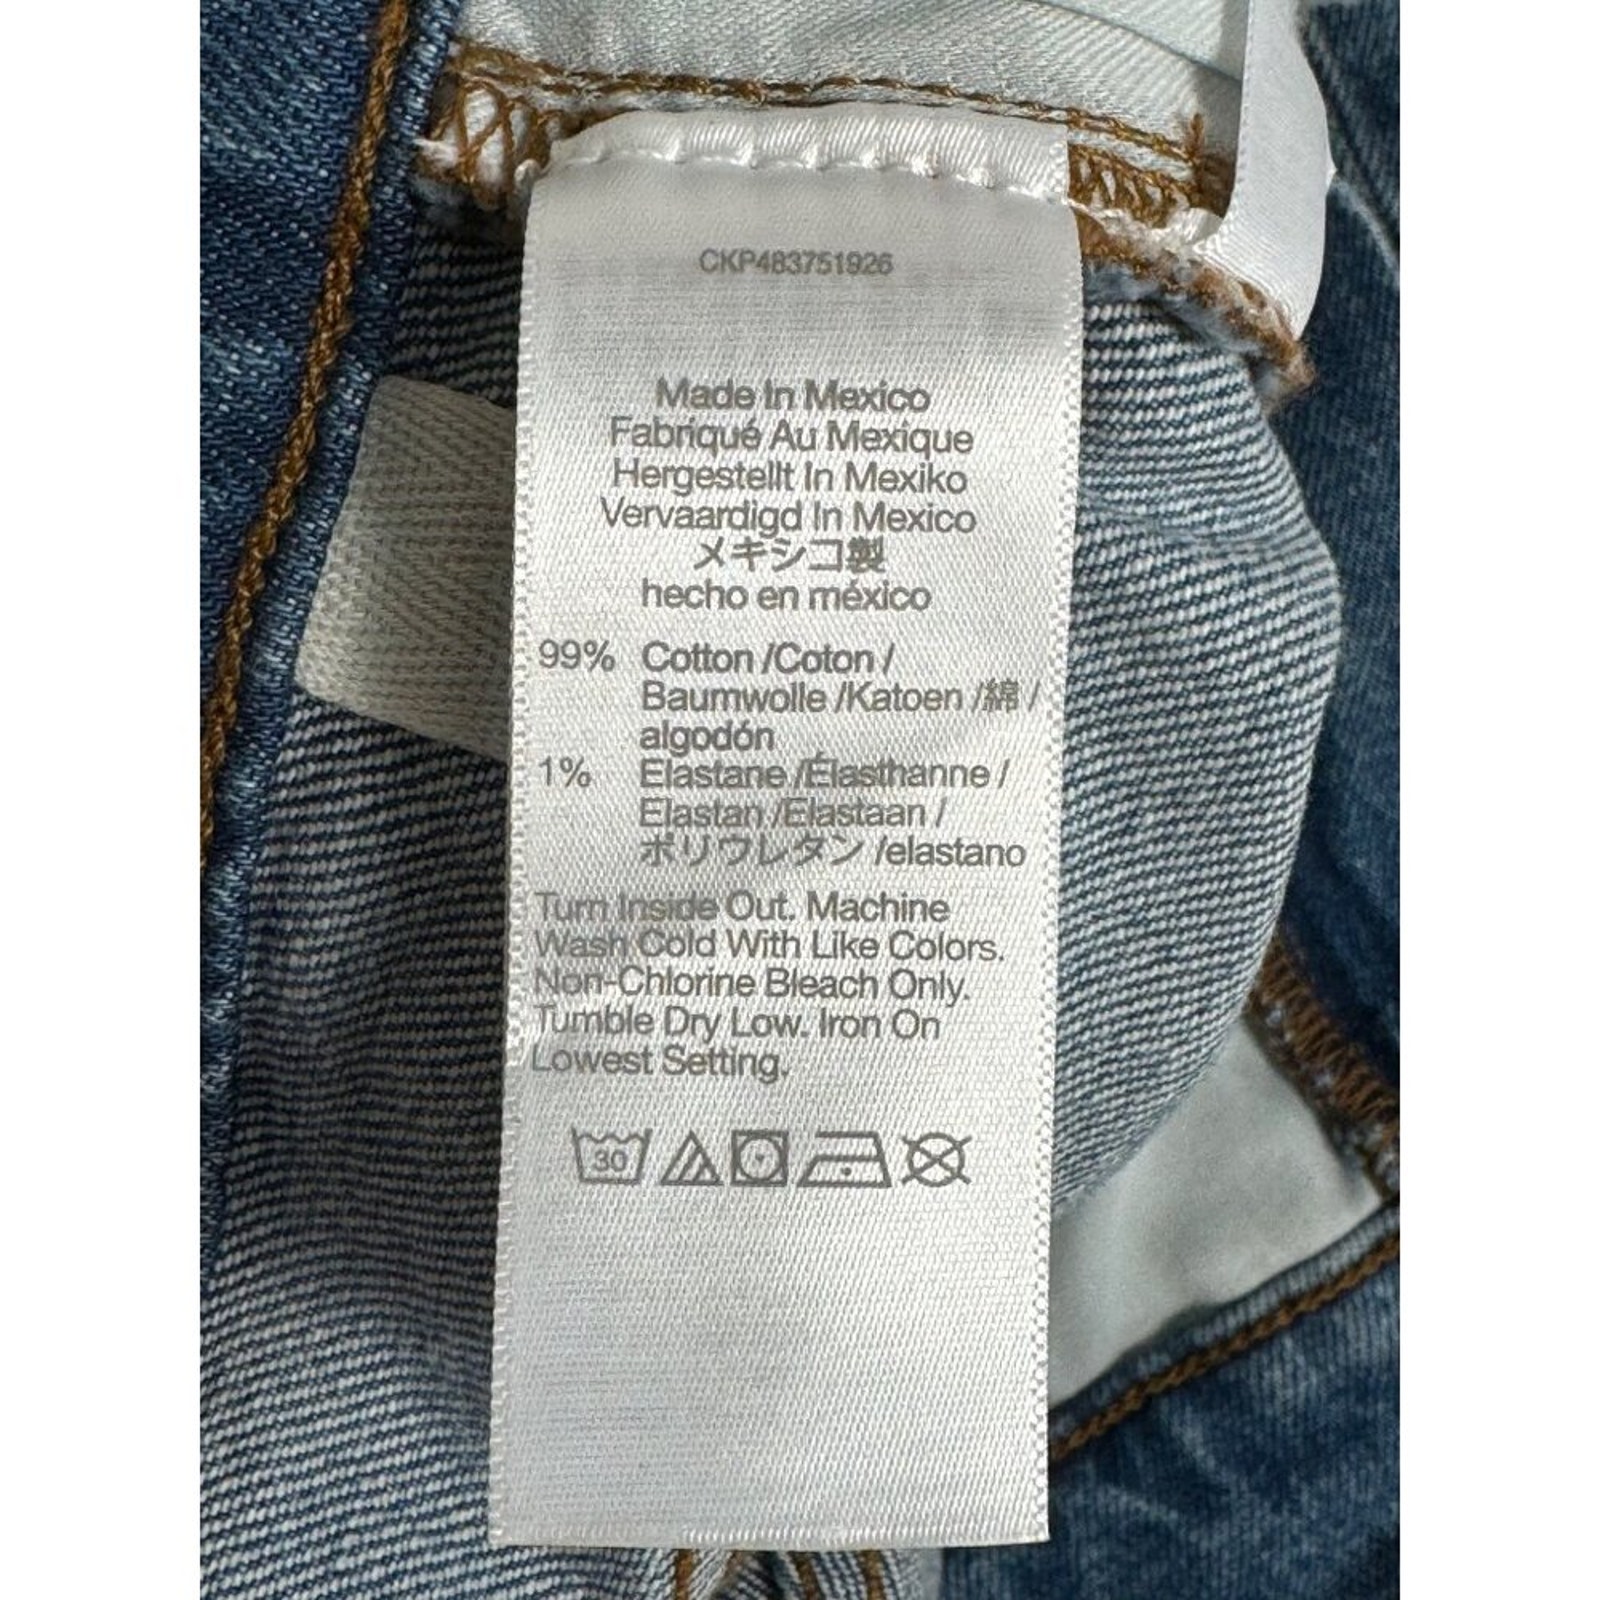 CKP483751926
Made In Mexico
Fabriqué Au Mexique
Hergestellt In Mexiko
Vervaardigd In Mexico
メキシコ製
hecho en méxico
99% Cotton /Coton /
Baumwolle /Katoen /綿 /
algodón
1% Elastane /Élasthanne /
Elastan /Elastaan /
ポリウレタン /elastano
Turn Inside Out. Machine
Wash Cold With Like Colors.
Non-Chlorine Bleach Only.
Tumble Dry Low. Iron On
Lowest Setting.
30